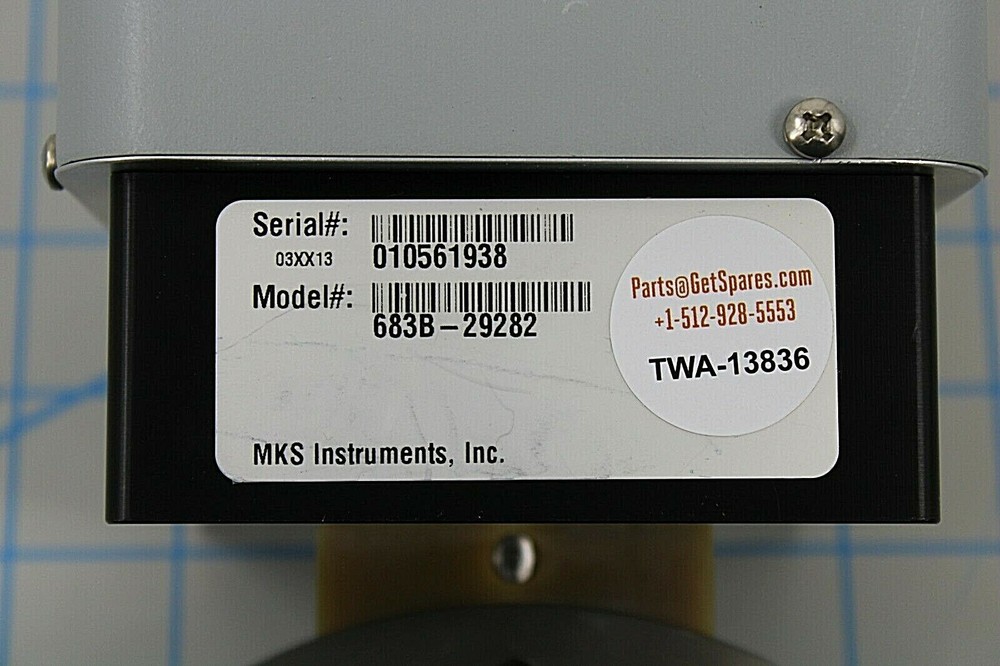 Serial#:
03XX13
010561938
Model#:
683B-29282
MKS Instruments, Inc.
Parts@GetSpares.com
+1-512-928-5553
TWA-13836